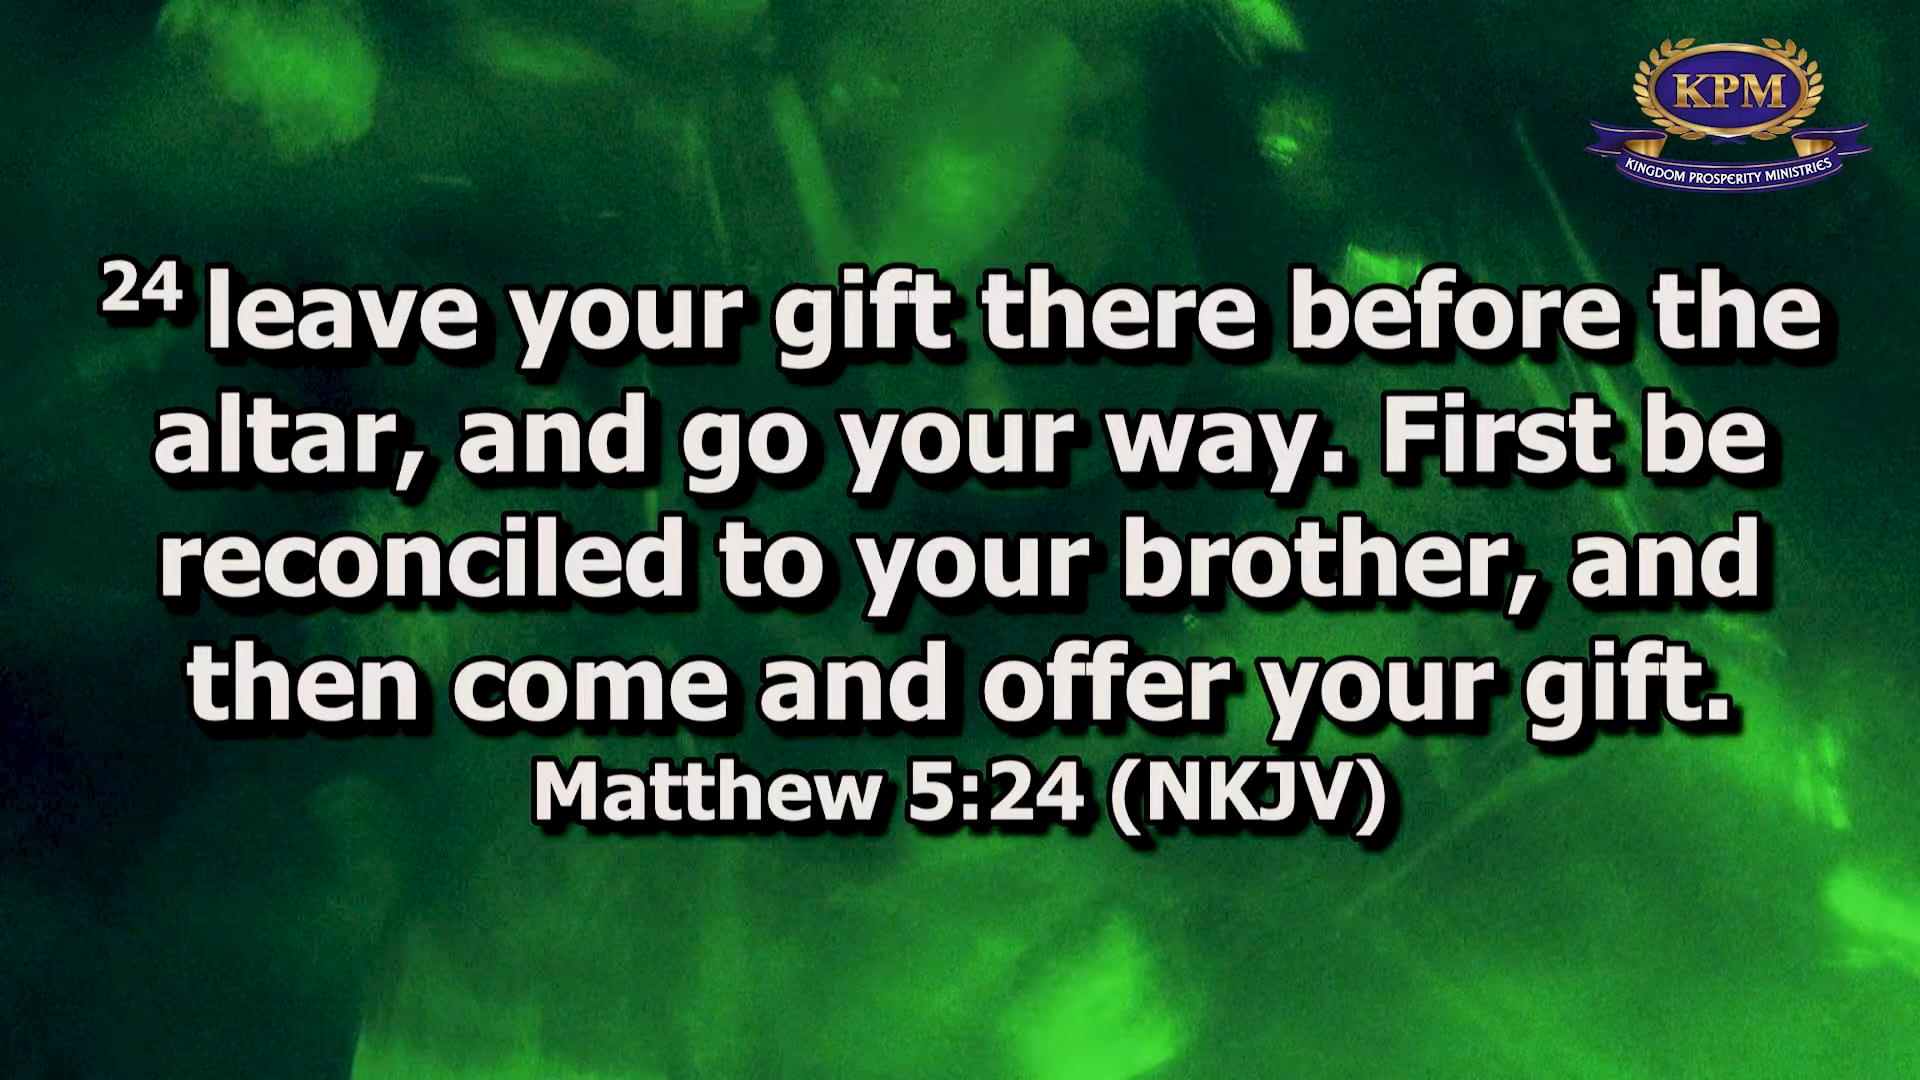 KPM
KINGDOM PROSPERITY MINISTRIES
24 leave your gift there before the
altar, and go your way. First be
reconciled to your brother, and
then come and offer your gift.
Matthew 5:24 (NKJV)